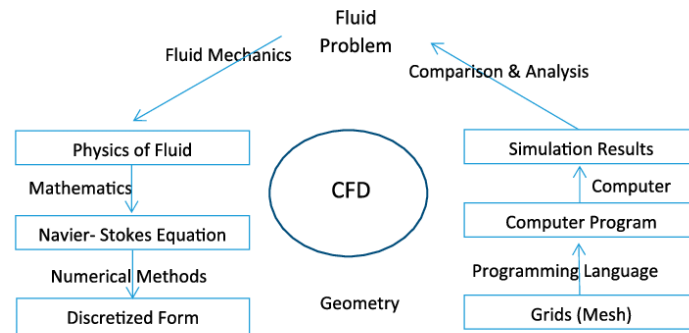 Fluid
Problem
Fluid Mechanics
Comparison & Analysis
Physics of Fluid
Simulation Results
Mathematics
CFD
Computer
Navier- Stokes Equation
Computer Program
Numerical Methods
Programming Language
Geometry
Discretized Form
Grids (Mesh)